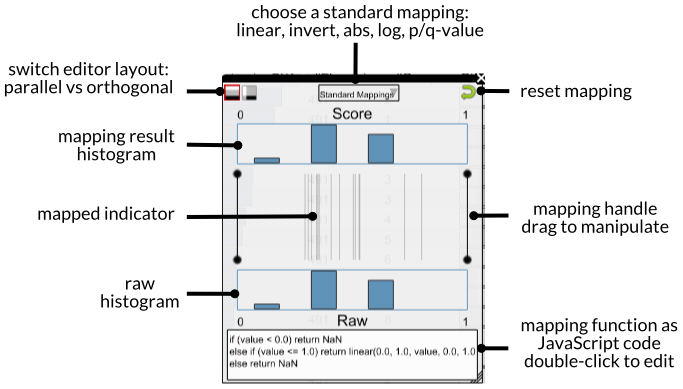 choose a standard mapping:
linear, invert, abs, log, p/q-value
switch editor layout:
parallel vs orthogonal
Standard Mappings
reset mapping
0 Score 1
mapping result
histogram
mapped indicator
mapping handle
drag to manipulate
raw
histogram
0 Raw 1
mapping function as
JavaScript code
double-click to edit
if (value < 0.0) return NaN
else if (value <= 1.0) return linear(0.0, 1.0, value, 0.0, 1.0
else return NaN